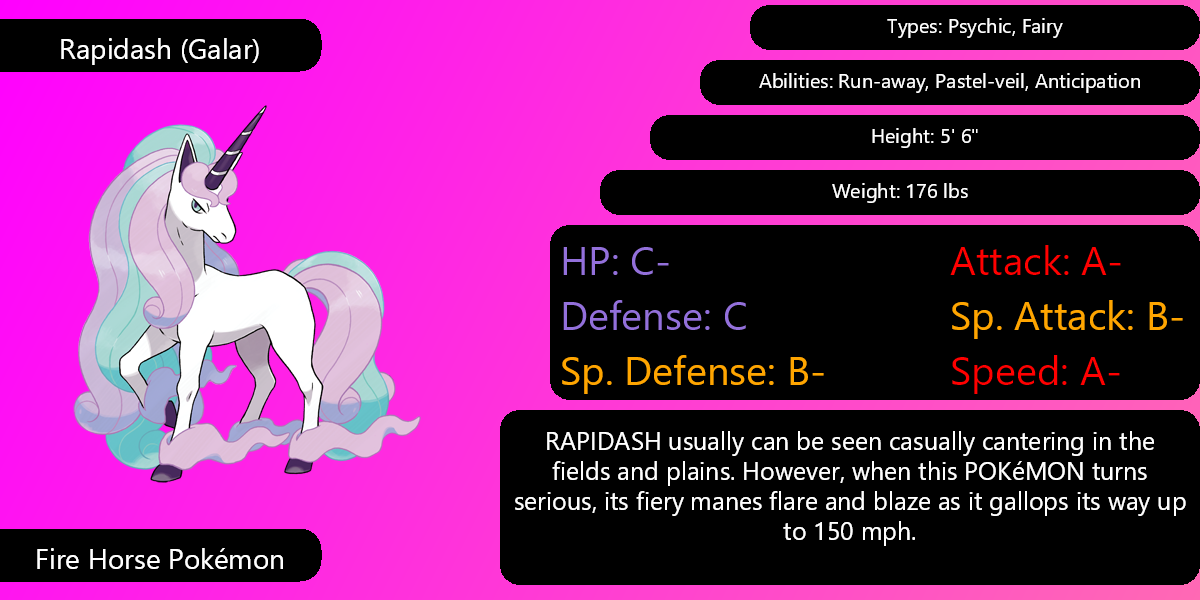 Rapidash (Galar)
Types: Psychic, Fairy
Abilities: Run-away, Pastel-veil, Anticipation
Height: 5' 6"
Weight: 176 lbs
HP: C-
Attack: A-
Defense: C
Sp. Attack: B-
Sp. Defense: B-
Speed: A-
RAPIDASH usually can be seen casually cantering in the
fields and plains. However, when this POKéMON turns
serious, its fiery manes flare and blaze as it gallops its way up
to 150 mph.
Fire Horse Pokémon